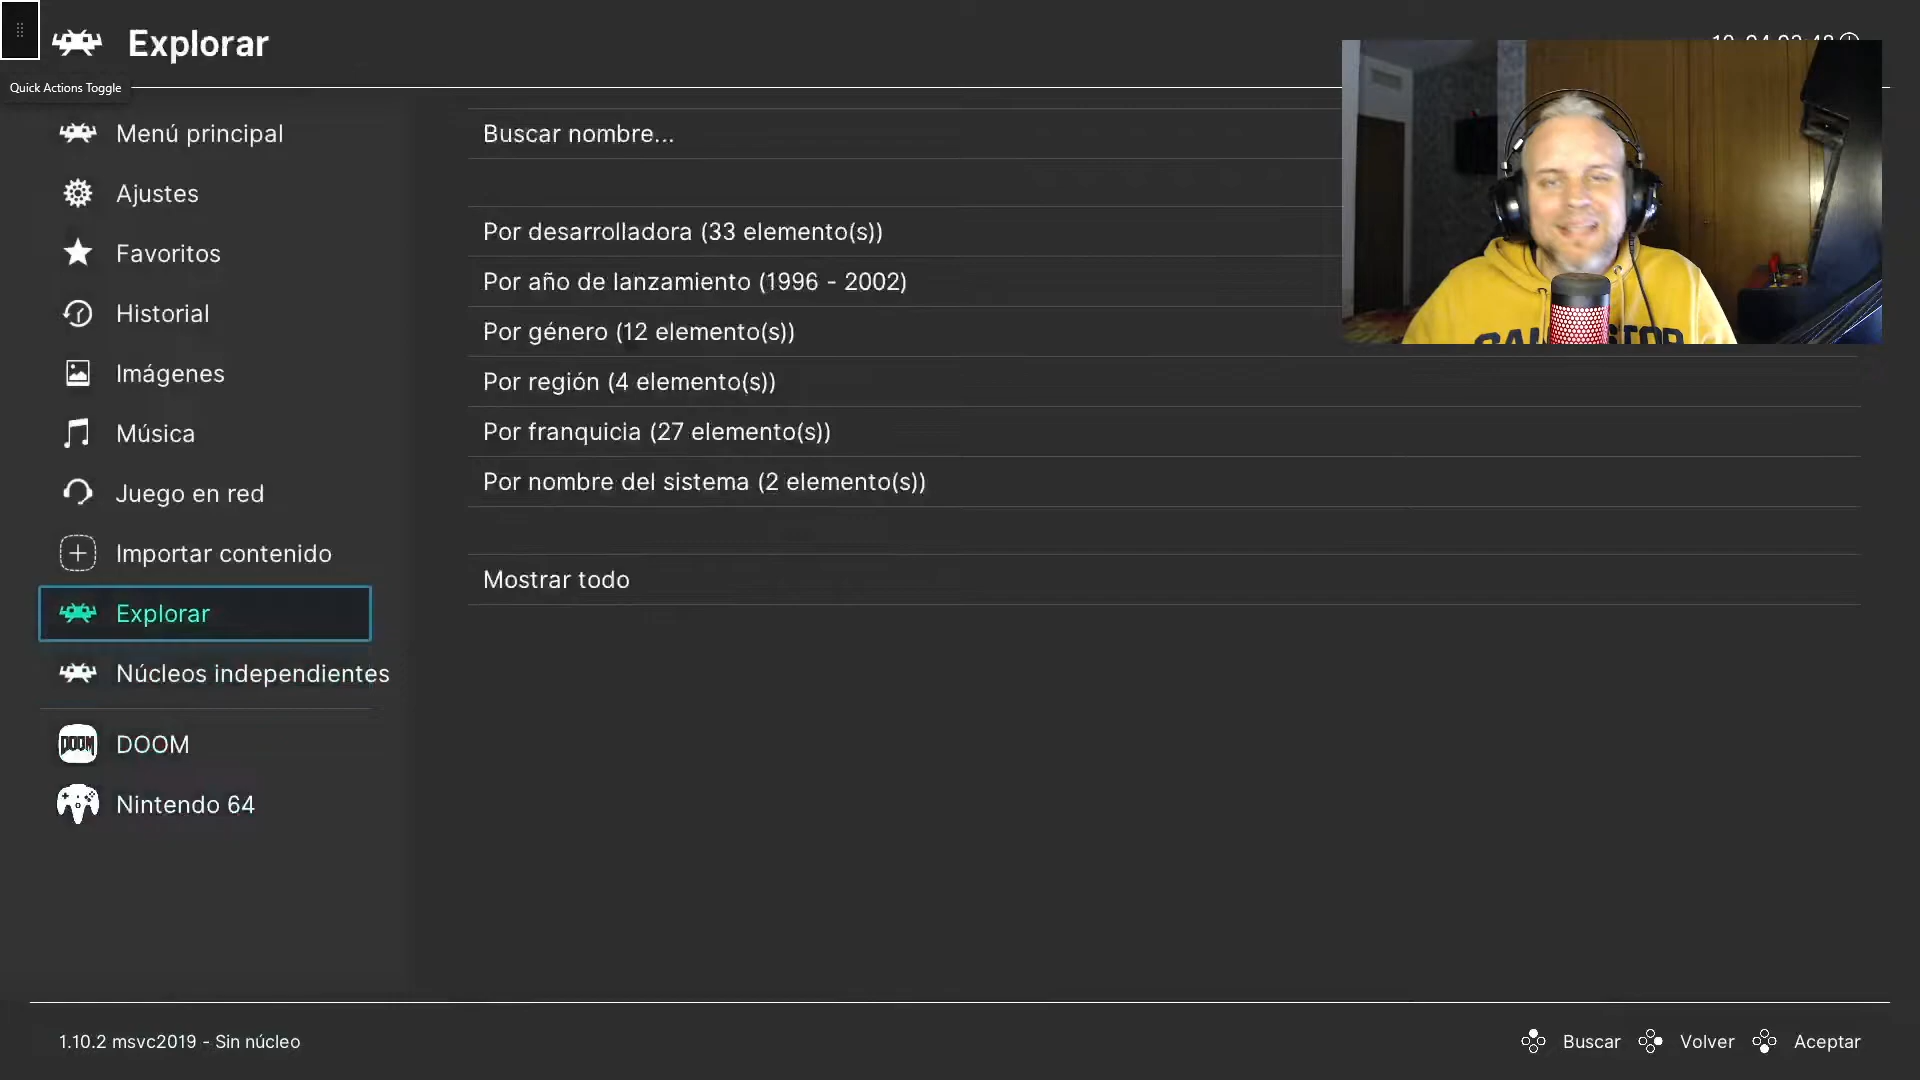 Explorar
Quick Actions Toggle
Menú principal
Ajustes
Favoritos
Historial
Imágenes
Música
Juego en red
Importar contenido
Explorar
Núcleos independientes
DOOM
DOOM
Nintendo 64
Buscar nombre...
Por desarrolladora (33 elemento(s))
Por año de lanzamiento (1996 - 2002)
Por género (12 elemento(s))
Por región (4 elemento(s))
Por franquicia (27 elemento(s))
Por nombre del sistema (2 elemento(s))
Mostrar todo
1.10.2 msvc2019 - Sin núcleo
Buscar
Volver
Aceptar